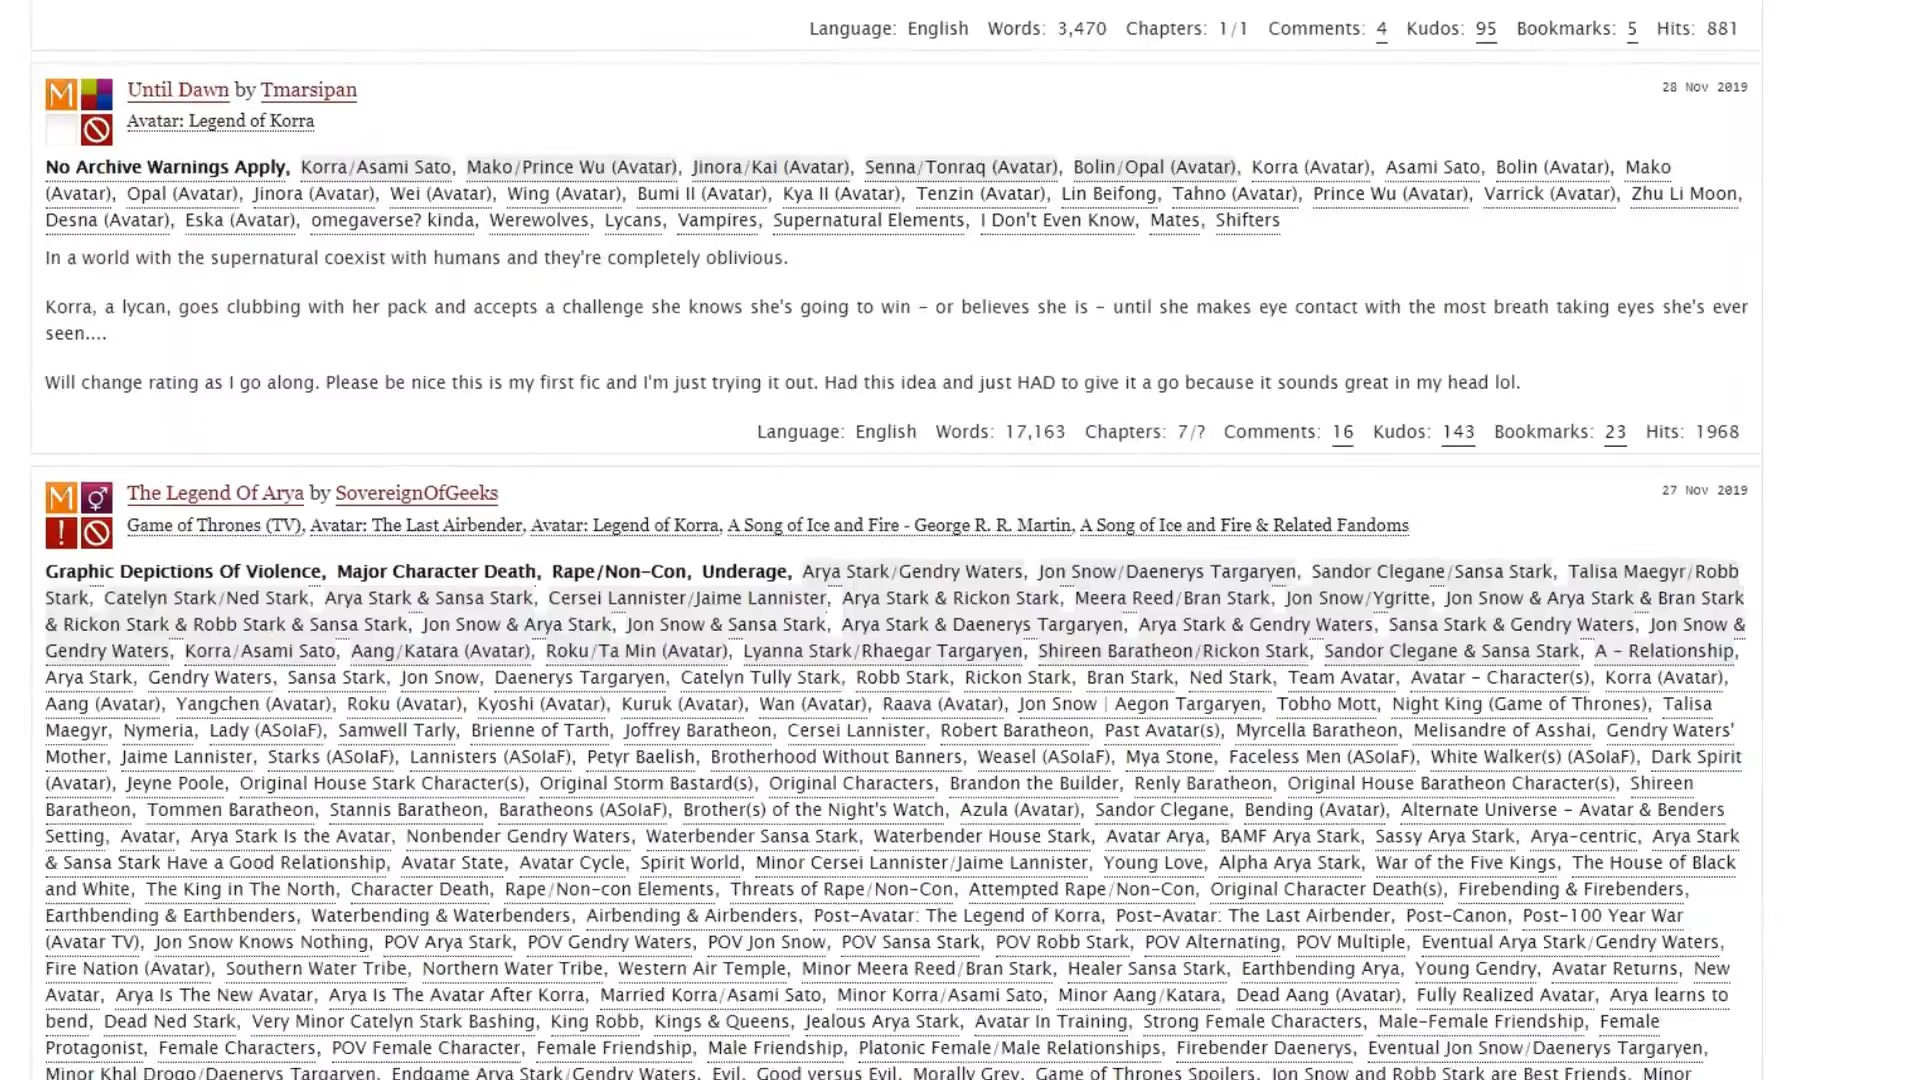 Language: English Words: 3,470 Chapters: 1/1 Comments: 4 Kudos: 95 Bookmarks: 5 Hits: 881
M Until Dawn by Tmarsipan 28 Nov 2019
Avatar: Legend of Korra
No Archive Warnings Apply, Korra/Asami Sato, Mako/Prince Wu (Avatar), Jinora/Kai (Avatar), Senna/Tonraq (Avatar), Bolin/Opal (Avatar), Korra (Avatar), Asami Sato, Bolin (Avatar), Mako
(Avatar), Opal (Avatar), Jinora (Avatar), Wei (Avatar), Wing (Avatar), Bumi II (Avatar), Kya II (Avatar), Tenzin (Avatar), Lin Beifong, Tahno (Avatar), Prince Wu (Avatar), Varrick (Avatar), Zhu Li Moon,
Desna (Avatar), Eska (Avatar), omegaverse? kinda, Werewolves, Lycans, Vampires, Supernatural Elements, I Don't Even Know, Mates, Shifters
In a world with the supernatural coexist with humans and they're completely oblivious.
Korra, a lycan, goes clubbing with her pack and accepts a challenge she knows she's going to win – or believes she is – until she makes eye contact with the most breath taking eyes she's ever
seen....
Will change rating as I go along. Please be nice this is my first fic and I'm just trying it out. Had this idea and just HAD to give it a go because it sounds great in my head lol.
Language: English Words: 17,163 Chapters: 7/? Comments: 16 Kudos: 143 Bookmarks: 23 Hits: 1968
M The Legend Of Arya by SovereignOfGeeks 27 Nov 2019
! Game of Thrones (TV), Avatar: The Last Airbender, Avatar: Legend of Korra, A Song of Ice and Fire - George R. R. Martin, A Song of Ice and Fire & Related Fandoms
Graphic Depictions Of Violence, Major Character Death, Rape/Non-Con, Underage, Arya Stark/Gendry Waters, Jon Snow/Daenerys Targaryen, Sandor Clegane/Sansa Stark, Talisa Maegyr/Robb
Stark, Catelyn Stark/Ned Stark, Arya Stark & Sansa Stark, Cersei Lannister/Jaime Lannister, Arya Stark & Rickon Stark, Meera Reed/Bran Stark, Jon Snow/Ygritte, Jon Snow & Arya Stark & Bran Stark
& Rickon Stark & Robb Stark & Sansa Stark, Jon Snow & Arya Stark, Jon Snow & Sansa Stark, Arya Stark & Daenerys Targaryen, Arya Stark & Gendry Waters, Sansa Stark & Gendry Waters, Jon Snow &
Gendry Waters, Korra/Asami Sato, Aang/Katara (Avatar), Roku/Ta Min (Avatar), Lyanna Stark/Rhaegar Targaryen, Shireen Baratheon/Rickon Stark, Sandor Clegane & Sansa Stark, A - Relationship,
Arya Stark, Gendry Waters, Sansa Stark, Jon Snow, Daenerys Targaryen, Catelyn Tully Stark, Robb Stark, Rickon Stark, Bran Stark, Ned Stark, Team Avatar, Avatar - Character(s), Korra (Avatar),
Aang (Avatar), Yangchen (Avatar), Roku (Avatar), Kyoshi (Avatar), Kuruk (Avatar), Wan (Avatar), Raava (Avatar), Jon Snow | Aegon Targaryen, Tobho Mott, Night King (Game of Thrones), Talisa
Maegyr, Nymeria, Lady (ASoIaF), Samwell Tarly, Brienne of Tarth, Joffrey Baratheon, Cersei Lannister, Robert Baratheon, Past Avatar(s), Myrcella Baratheon, Melisandre of Asshai, Gendry Waters'
Mother, Jaime Lannister, Starks (ASoIaF), Lannisters (ASoIaF), Petyr Baelish, Brotherhood Without Banners, Weasel (ASoIaF), Mya Stone, Faceless Men (ASoIaF), White Walker(s) (ASoIaF), Dark Spirit
(Avatar), Jeyne Poole, Original House Stark Character(s), Original Storm Bastard(s), Original Characters, Brandon the Builder, Renly Baratheon, Original House Baratheon Character(s), Shireen
Baratheon, Tommen Baratheon, Stannis Baratheon, Baratheons (ASoIaF), Brother(s) of the Night's Watch, Azula (Avatar), Sandor Clegane, Bending (Avatar), Alternate Universe - Avatar & Benders
Setting, Avatar, Arya Stark Is the Avatar, Nonbender Gendry Waters, Waterbender Sansa Stark, Waterbender House Stark, Avatar Arya, BAMF Arya Stark, Sassy Arya Stark, Arya-centric, Arya Stark
& Sansa Stark Have a Good Relationship, Avatar State, Avatar Cycle, Spirit World, Minor Cersei Lannister/Jaime Lannister, Young Love, Alpha Arya Stark, War of the Five Kings, The House of Black
and White, The King in The North, Character Death, Rape/Non-con Elements, Threats of Rape/Non-Con, Attempted Rape/Non-Con, Original Character Death(s), Firebending & Firebenders,
Earthbending & Earthbenders, Waterbending & Waterbenders, Airbending & Airbenders, Post-Avatar: The Legend of Korra, Post-Avatar: The Last Airbender, Post-Canon, Post-100 Year War
(Avatar TV), Jon Snow Knows Nothing, POV Arya Stark, POV Gendry Waters, POV Jon Snow, POV Sansa Stark, POV Robb Stark, POV Alternating, POV Multiple, Eventual Arya Stark/Gendry Waters,
Fire Nation (Avatar), Southern Water Tribe, Northern Water Tribe, Western Air Temple, Minor Meera Reed/Bran Stark, Healer Sansa Stark, Earthbending Arya, Young Gendry, Avatar Returns, New
Avatar, Arya Is The New Avatar, Arya Is The Avatar After Korra, Married Korra/Asami Sato, Minor Korra/Asami Sato, Minor Aang/Katara, Dead Aang (Avatar), Fully Realized Avatar, Arya learns to
bend, Dead Ned Stark, Very Minor Catelyn Stark Bashing, King Robb, Kings & Queens, Jealous Arya Stark, Avatar In Training, Strong Female Characters, Male-Female Friendship, Female
Protagonist, Female Characters, POV Female Character, Female Friendship, Male Friendship, Platonic Female/Male Relationships, Firebender Daenerys, Eventual Jon Snow/Daenerys Targaryen,
Minor Khal Drogo/Daenerys Targaryen, Endgame Arya Stark/Gendry Waters, Evil, Good versus Evil, Morally Grey, Game of Thrones Spoilers, Jon Snow and Robb Stark are Best Friends, Minor